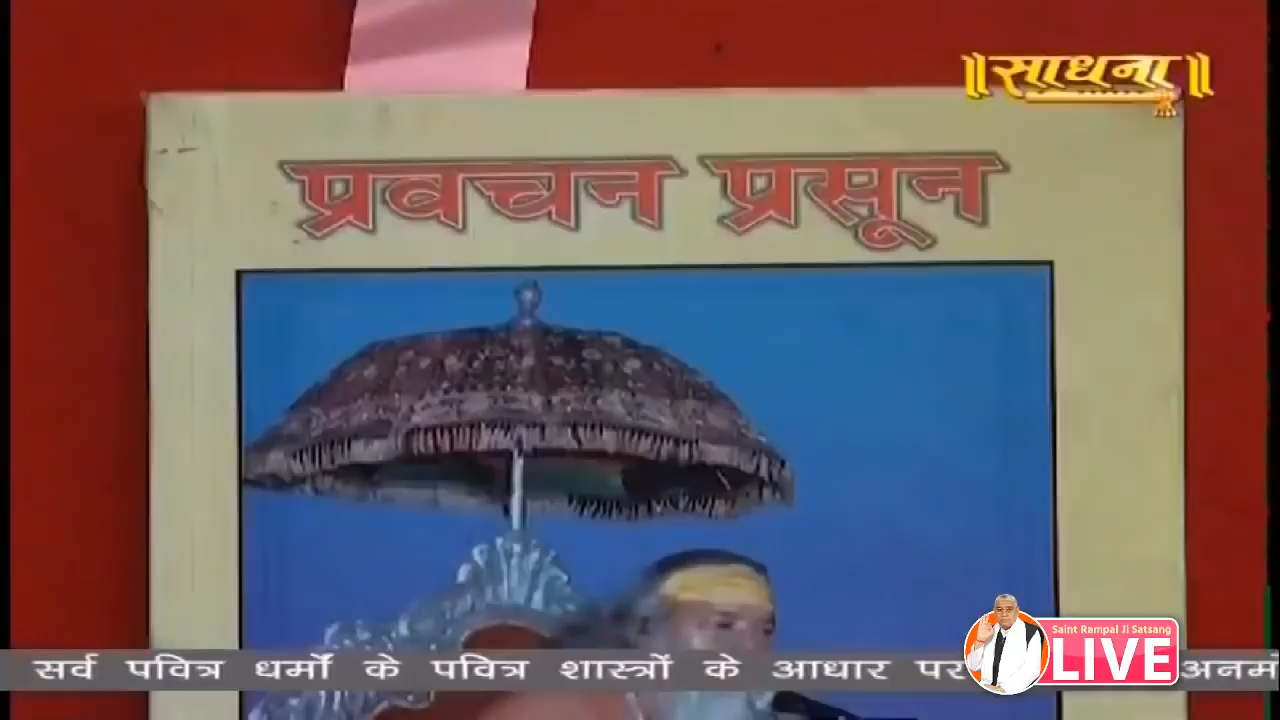 ॥साधना॥
प्रवचन प्रसून
Saint Rampal Ji Satsang
LIVE
सर्व पवित्र धर्मों के पवित्र शास्त्रों के आधार पर